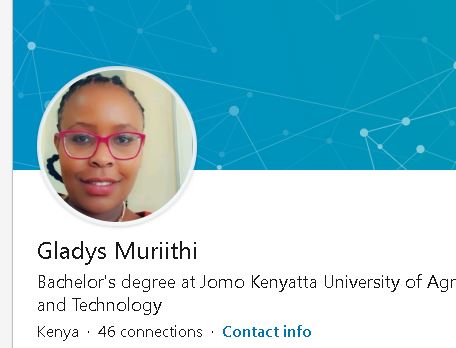 Gladys Muriithi
Bachelor's degree at Jomo Kenyatta University of Agr
and Technology
Kenya · 46 connections · Contact info